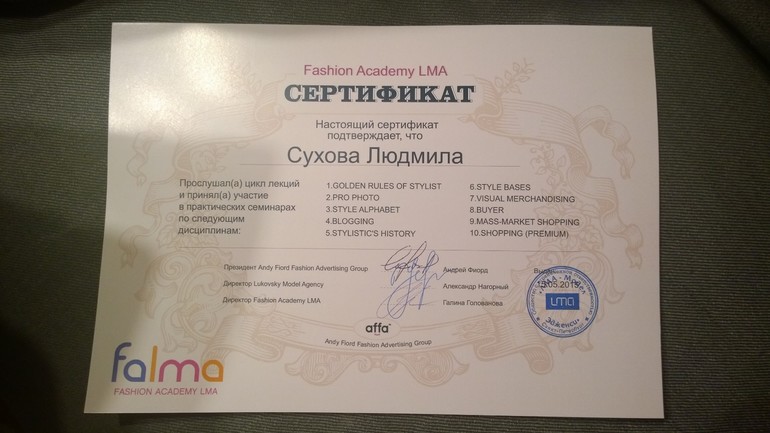 Fashion Academy LMA
СЕРТИФИКАТ
Настоящий сертификат
подтверждает, что
Сухова Людмила
Прослушал(а) цикл лекций
и принял(а) участие
в практических семинарах
по следующим
дисциплинам:
1.GOLDEN RULES OF STYLIST
2.PRO PHOTO
3.STYLE ALPHABET
4.BLOGGING
5.STYLISTIC'S HISTORY
6.STYLE BASES
7.VISUAL MERCHANDISING
8.BUYER
9.MASS-MARKET SHOPPING
10.SHOPPING (PREMIUM)
Президент Andy Fiord Fashion Advertising Group
Директор Lukovsky Model Agency
Директор Fashion Academy LMA
Андрей Фиорд
Александр Нагорный
Галина Голованова
lma
Эдженси
Санкт-Петербург
affa
Andy Fiord Fashion Advertising Group
falma
FASHION ACADEMY LMA